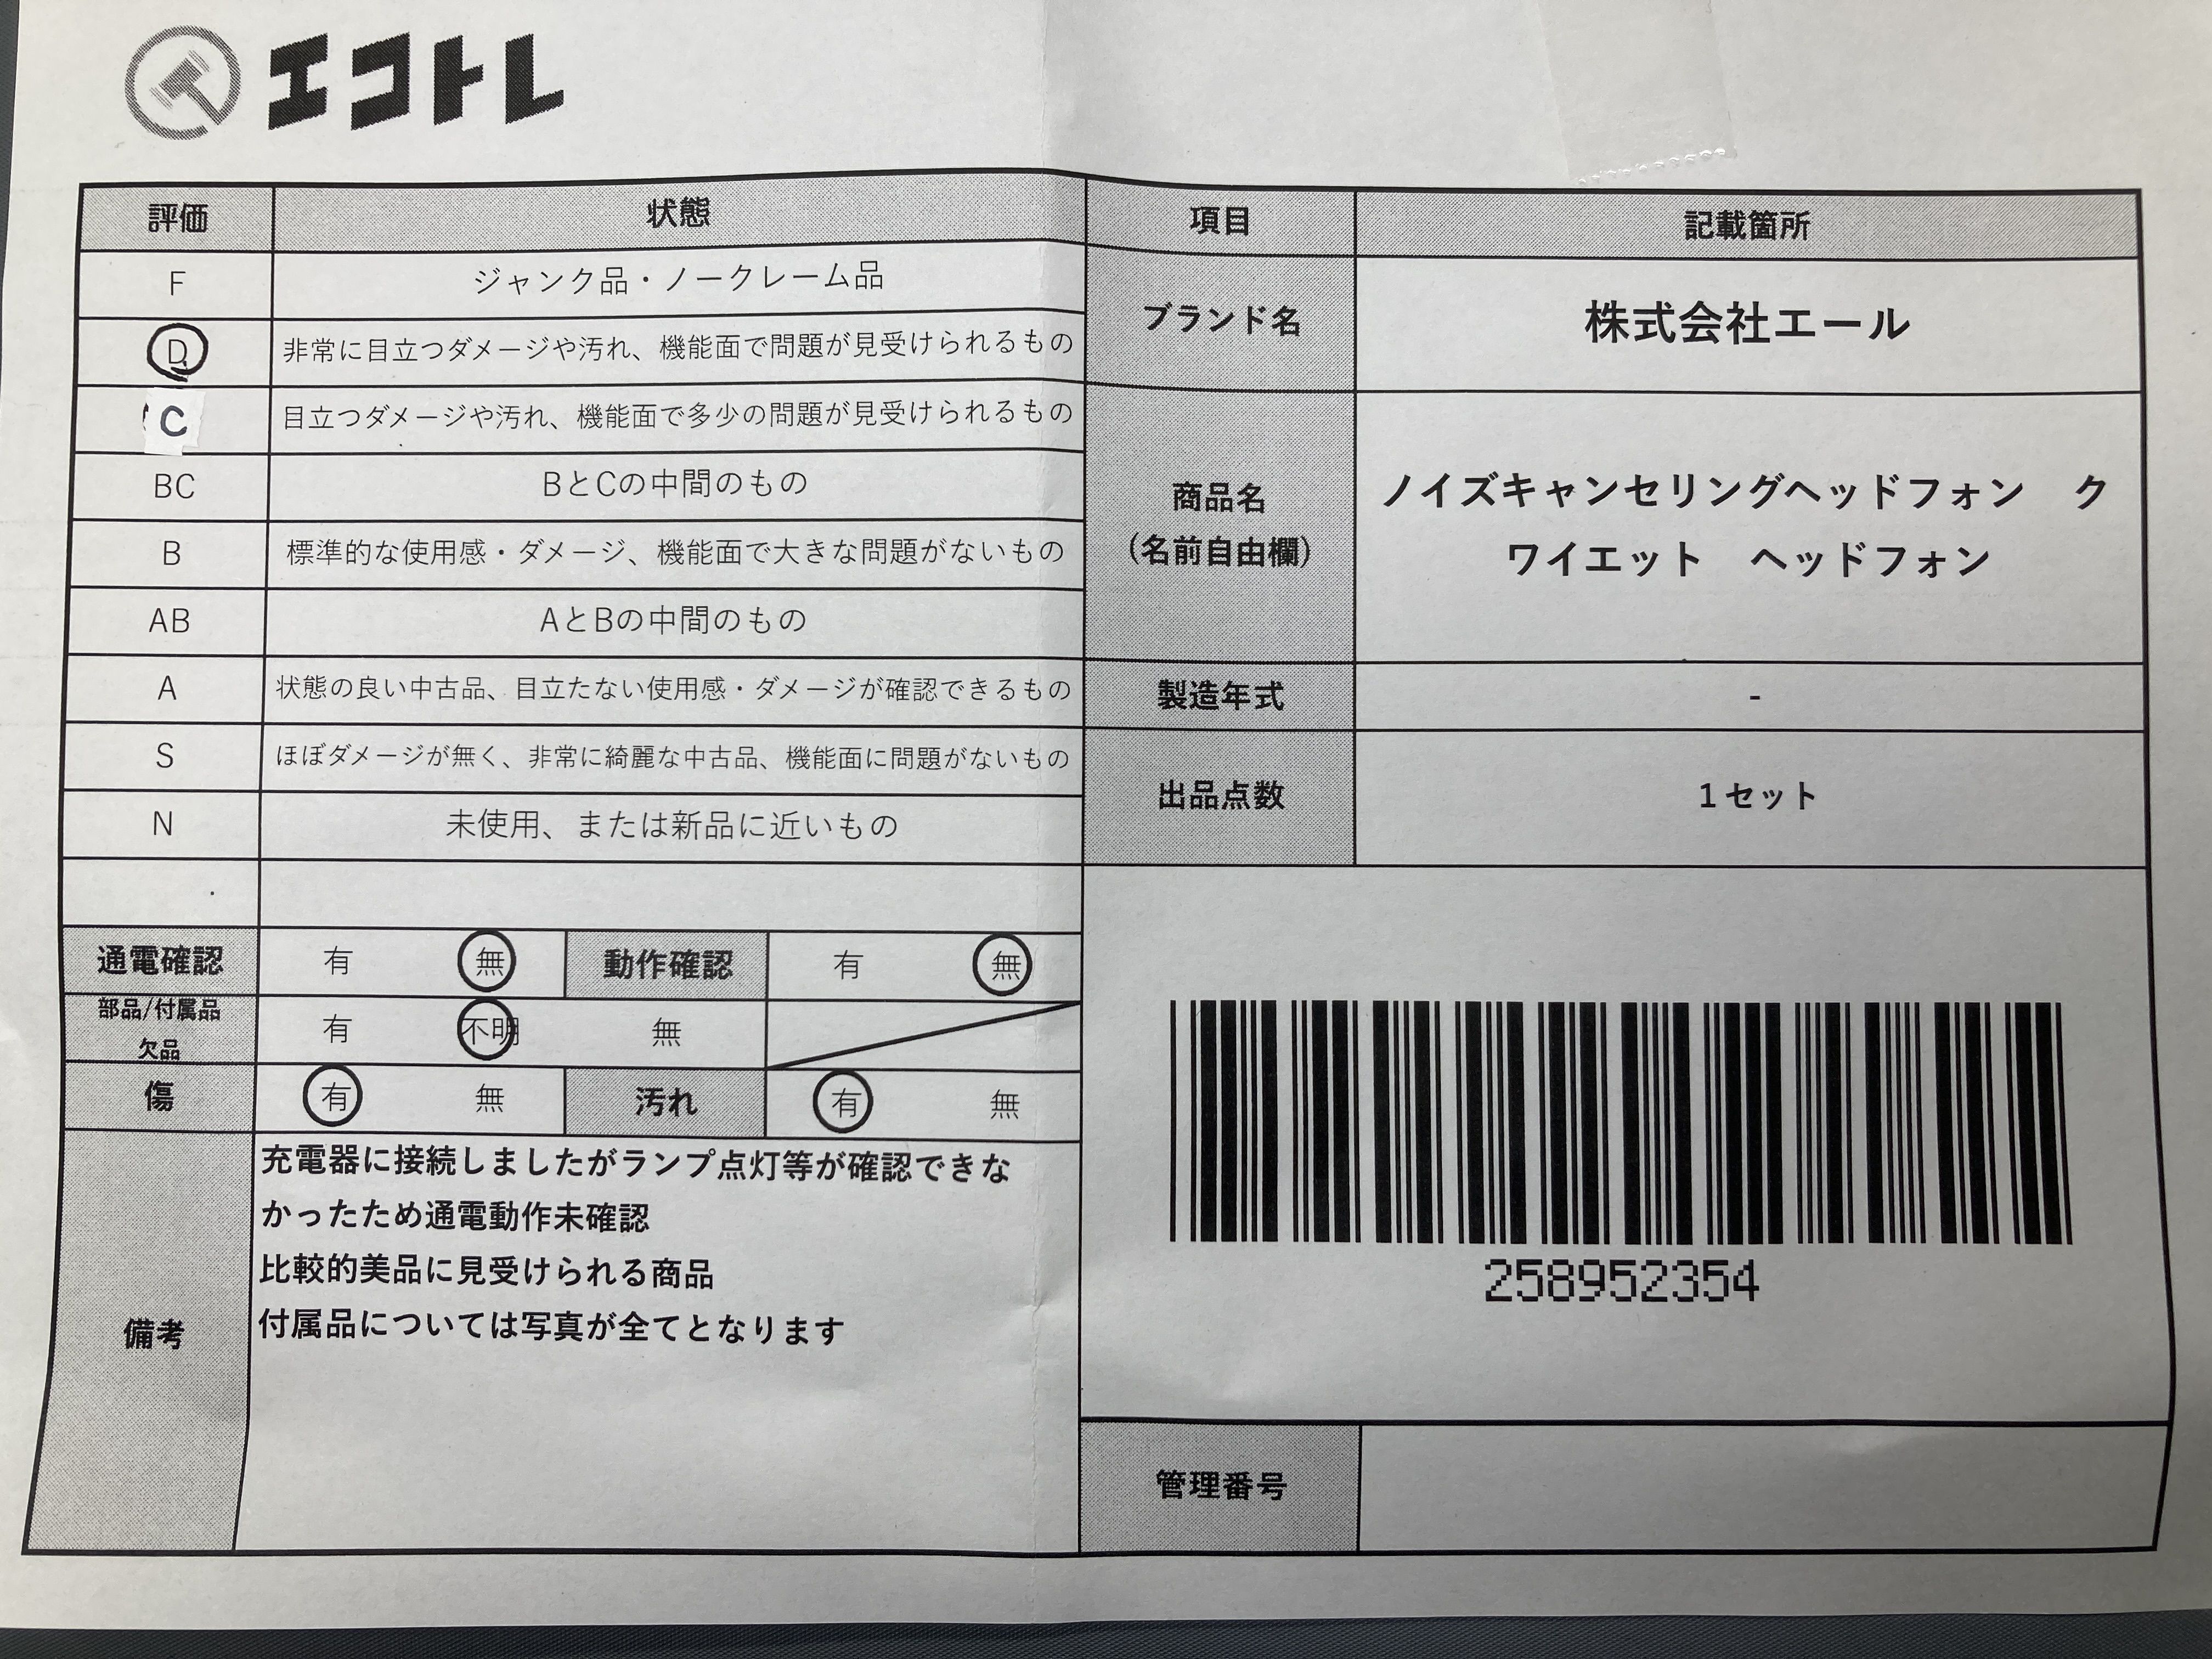 エコトレ
評価 状態
F ジャンク品・ノークレーム品
D 非常に目立つダメージや汚れ、機能面で問題が見受けられるもの
C 目立つダメージや汚れ、機能面で多少の問題が見受けられるもの
BC BとCの中間のもの
B 標準的な使用感・ダメージ、機能面で大きな問題がないもの
AB AとBの中間のもの
A 状態の良い中古品、目立たない使用感・ダメージが確認できるもの
S ほぼダメージが無く、非常に綺麗な中古品、機能面に問題がないもの
N 未使用、または新品に近いもの
通電確認 有 無 動作確認 有 無
部品/付属品
欠品 有 不明 無
傷 有 無 汚れ 有 無
備考
充電器に接続しましたがランプ点灯等が確認できな
かったため通電動作未確認
比較的美品に見受けられる商品
付属品については写真が全てとなります
項目 記載箇所
ブランド名 株式会社エール
商品名
(名前自由欄)
ノイズキャンセリングヘッドフォン ク
ワイエット ヘッドフォン
製造年式 -
出品点数 1セット
258952354
管理番号